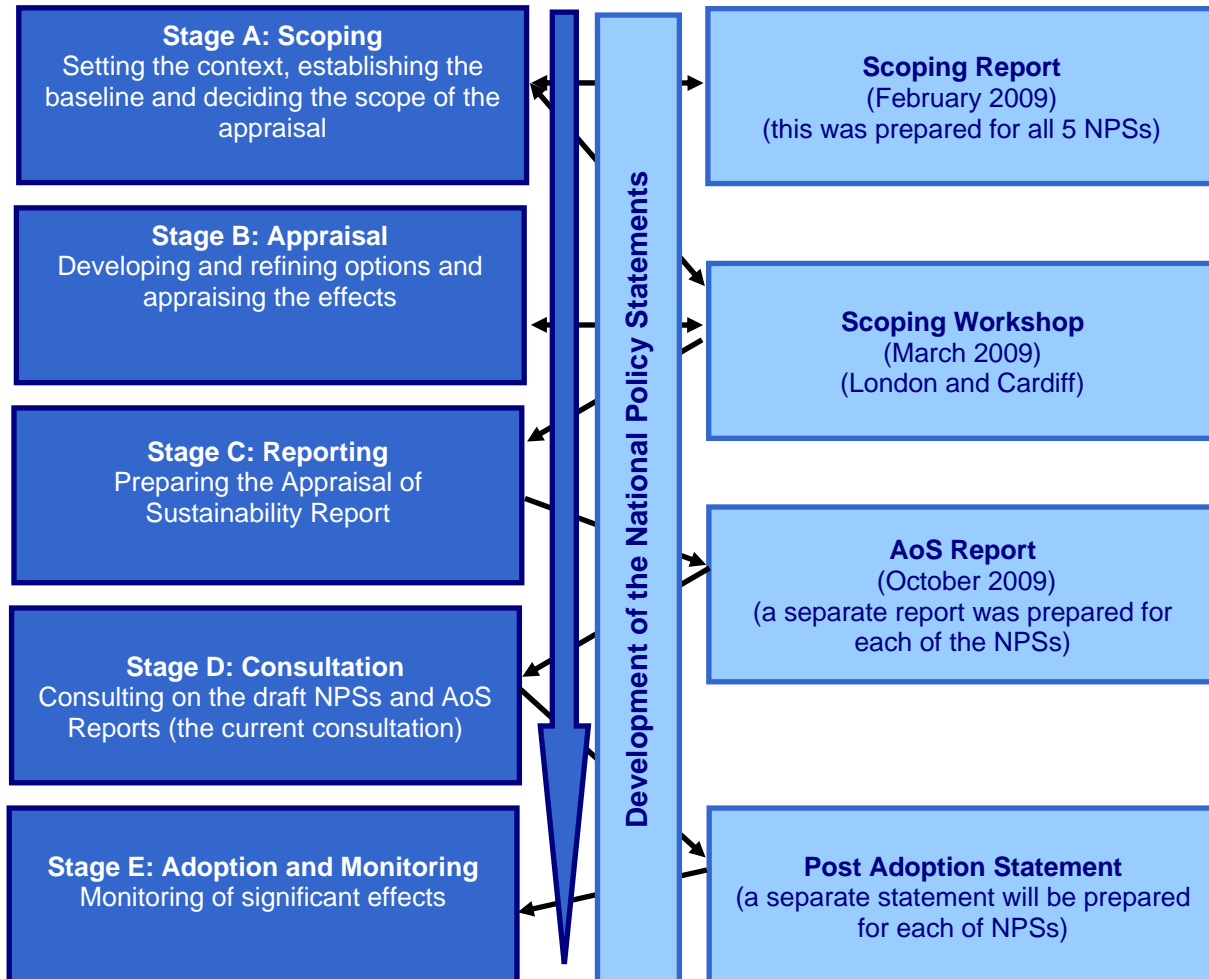 Stage A: Scoping
Setting the context, establishing the
baseline and deciding the scope of the
appraisal
Stage B: Appraisal
Developing and refining options and
appraising the effects
Stage C: Reporting
Preparing the Appraisal of
Sustainability Report
Stage D: Consultation
Consulting on the draft NPSs and AoS
Reports (the current consultation)
Stage E: Adoption and Monitoring
Monitoring of significant effects
Development of the National Policy Statements
Scoping Report
(February 2009)
(this was prepared for all 5 NPSs)
Scoping Workshop
(March 2009)
(London and Cardiff)
AoS Report
(October 2009)
(a separate report was prepared for
each of the NPSs)
Post Adoption Statement
(a separate statement will be prepared
for each of NPSs)